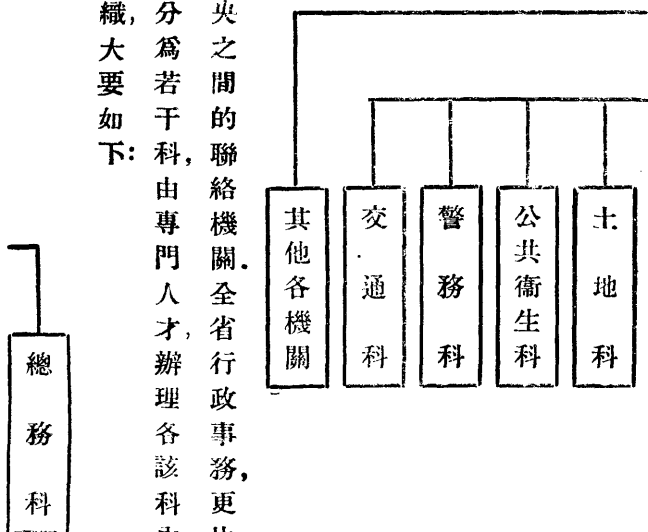 土地科
公共衞生科
警務科
交通科
其他各機關
央之間的聯絡機關.全省行政事務,更
分爲若干科,由專門人才,辦理各該科
織,大要如下:
總務科